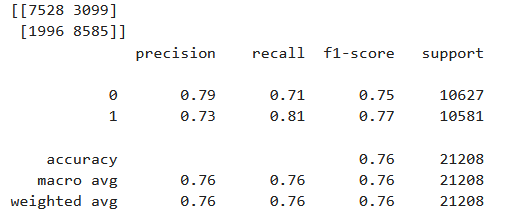 [[7528 3099]
[1996 8585]]
precision recall f1-score support
0 0.79 0.71 0.75 10627
1 0.73 0.81 0.77 10581
accuracy 0.76 21208
macro avg 0.76 0.76 0.76 21208
weighted avg 0.76 0.76 0.76 21208